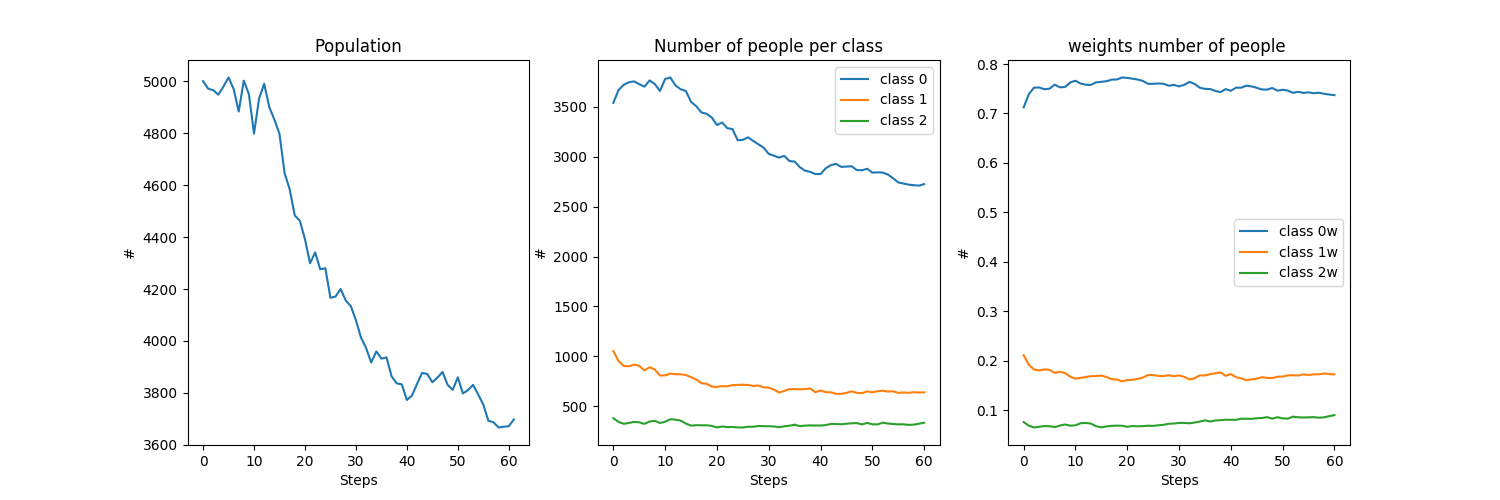 Population
5000
4800
4600
4400
4200
4000
3800
3600
#
0 10 20 30 40 50 60
Steps
Number of people per class
class 0
class 1
class 2
3500
3000
2500
2000
1500
1000
500
#
0 10 20 30 40 50 60
Steps
weights number of people
0.8
0.7
0.6
0.5
0.4
0.3
0.2
0.1
#
class 0w
class 1w
class 2w
0 10 20 30 40 50 60
Steps